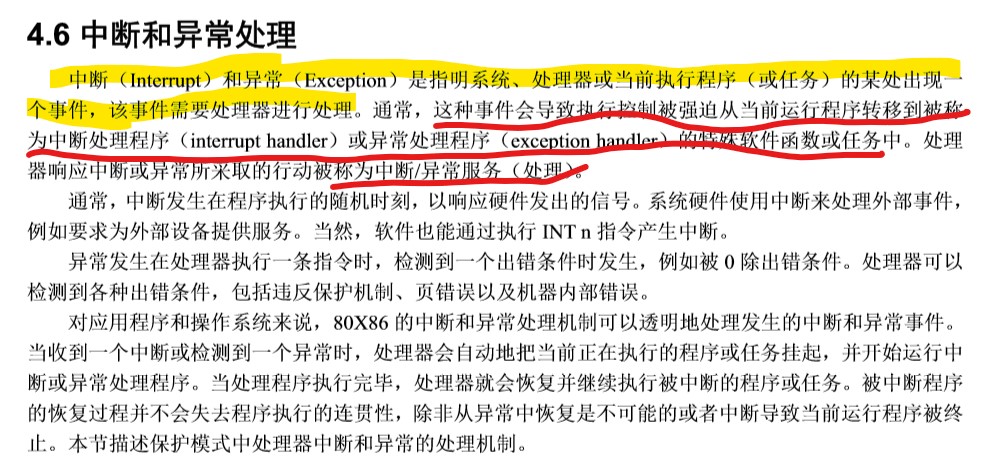 4.6 中断和异常处理
中断（Interrupt）和异常（Exception）是指明系统、处理器或当前执行程序（或任务）的某处出现一
个事件，该事件需要处理器进行处理。通常，这种事件会导致执行控制被强迫从当前运行程序转移到被称
为中断处理程序（interrupt handler）或异常处理程序（exception handler）的特殊软件函数或任务中。处理
器响应中断或异常所采取的行动被称为中断/异常服务（处理）。
通常，中断发生在程序执行的随机时刻，以响应硬件发出的信号。系统硬件使用中断来处理外部事件，
例如要求为外部设备提供服务。当然，软件也能通过执行 INT n 指令产生中断。
异常发生在处理器执行一条指令时，检测到一个出错条件时发生，例如被 0 除出错条件。处理器可以
检测到各种出错条件，包括违反保护机制、页错误以及机器内部错误。
对应用程序和操作系统来说，80X86 的中断和异常处理机制可以透明地处理发生的中断和异常事件。
当收到一个中断或检测到一个异常时，处理器会自动地把当前正在执行的程序或任务挂起，并开始运行中
断或异常处理程序。当处理程序执行完毕，处理器就会恢复并继续执行被中断的程序或任务。被中断程序
的恢复过程并不会失去程序执行的连贯性，除非从异常中恢复是不可能的或者中断导致当前运行程序被终
止。本节描述保护模式中处理器中断和异常的处理机制。